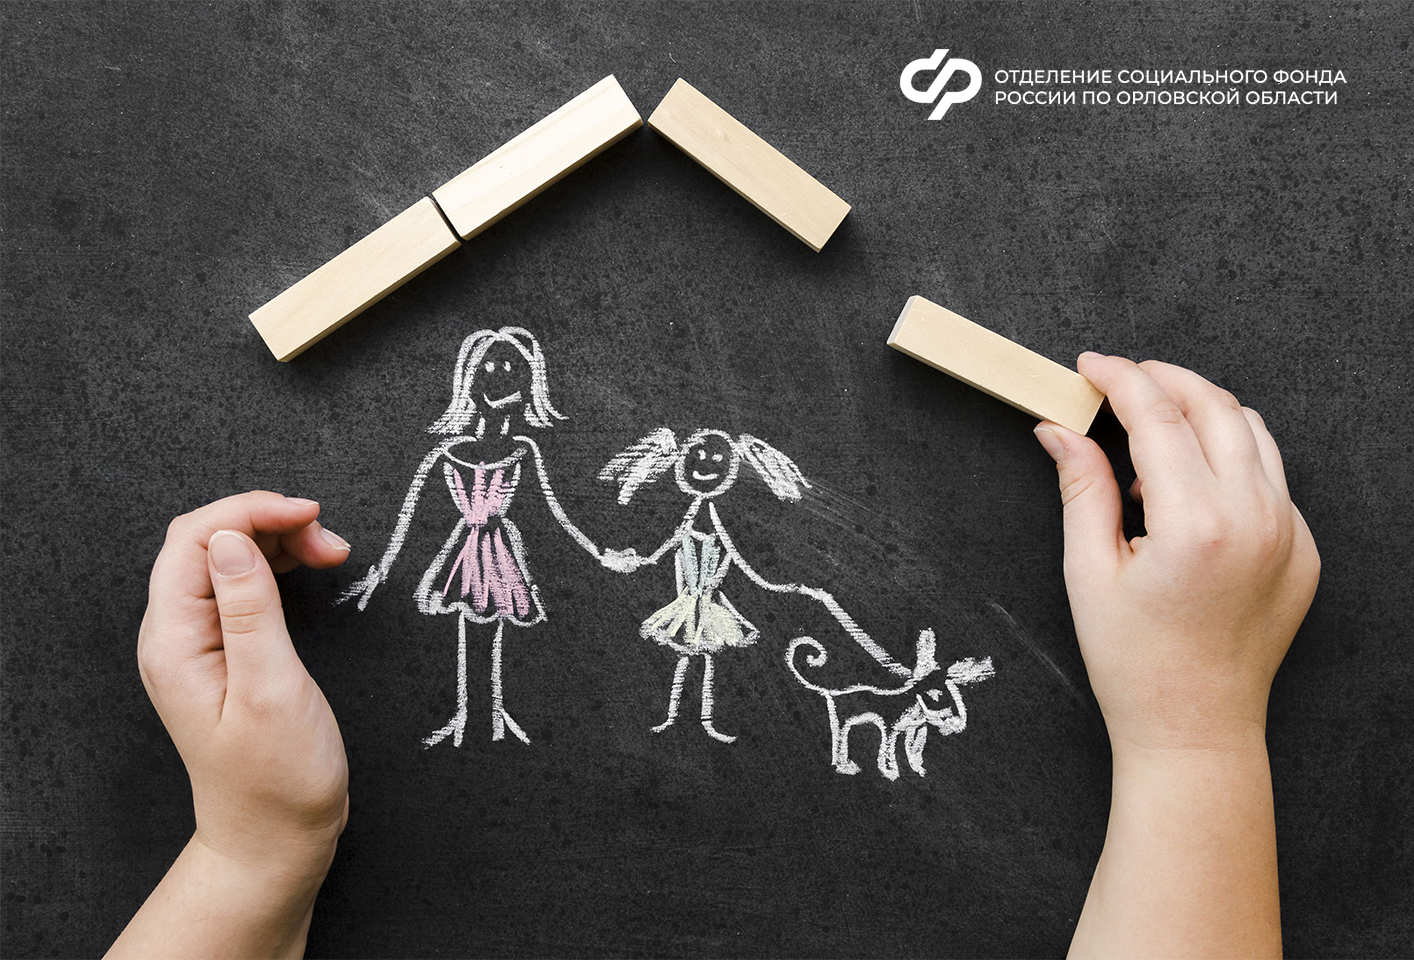 ОТДЕЛЕНИЕ СОЦИАЛЬНОГО ФОНДА
РОССИИ ПО ОРЛОВСКОЙ ОБЛАСТИ